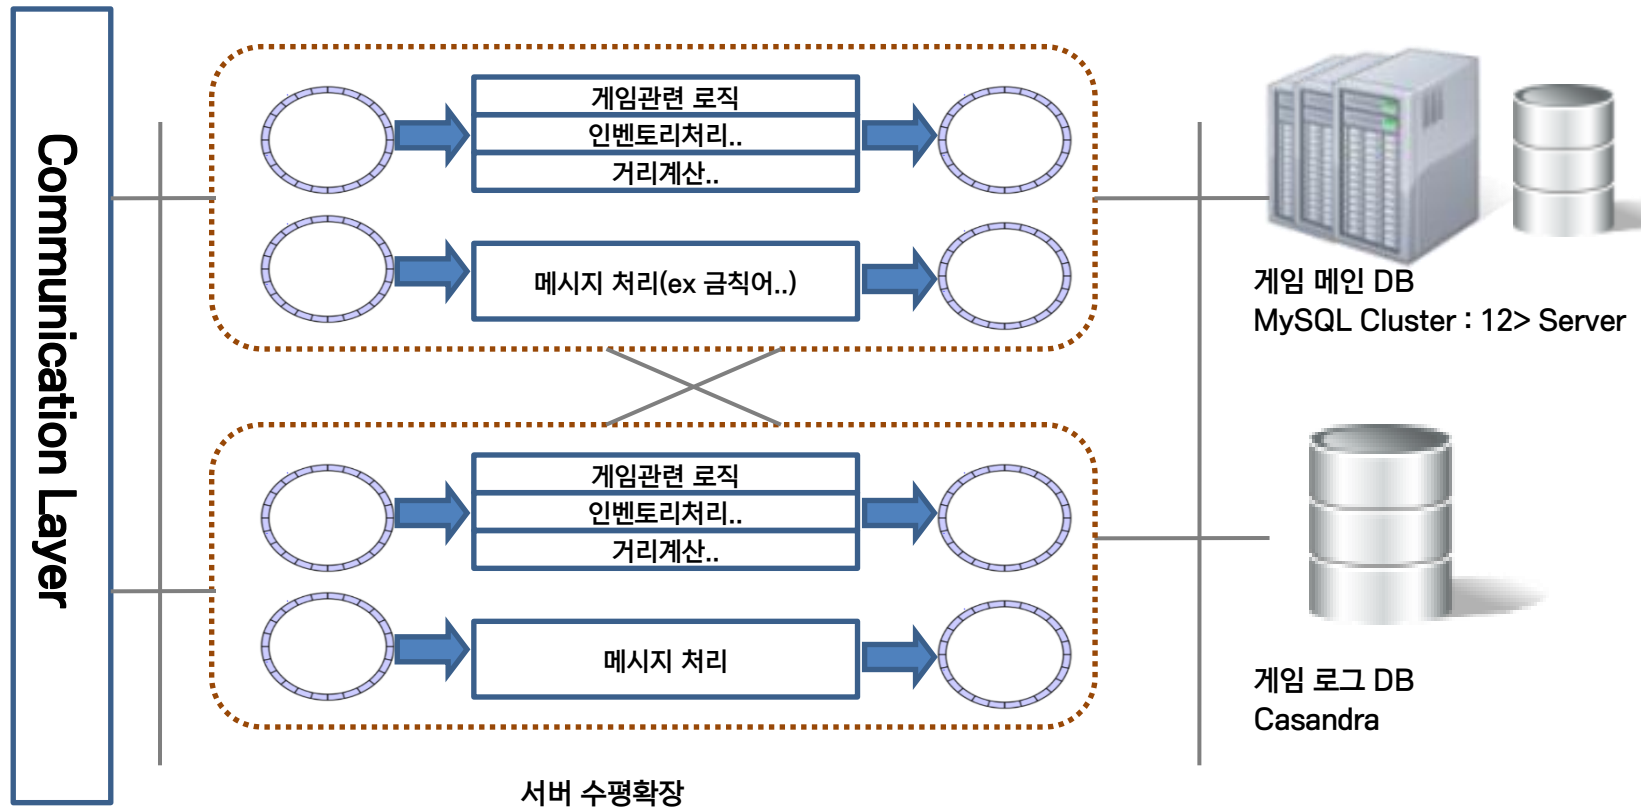 Communication Layer
게임관련 로직
인벤토리처리..
거리계산..
메시지 처리(ex 금칙어..)
게임 메인 DB
MySQL Cluster : 12> Server
게임관련 로직
인벤토리처리..
거리계산..
메시지 처리
게임 로그 DB
Casandra
서버 수평확장